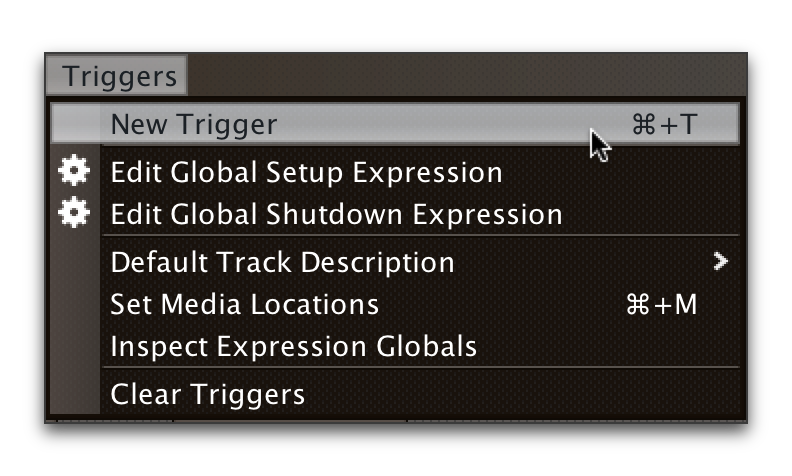 Triggers
New Trigger ⌘+T
Edit Global Setup Expression
Edit Global Shutdown Expression
Default Track Description
Set Media Locations ⌘+M
Inspect Expression Globals
Clear Triggers